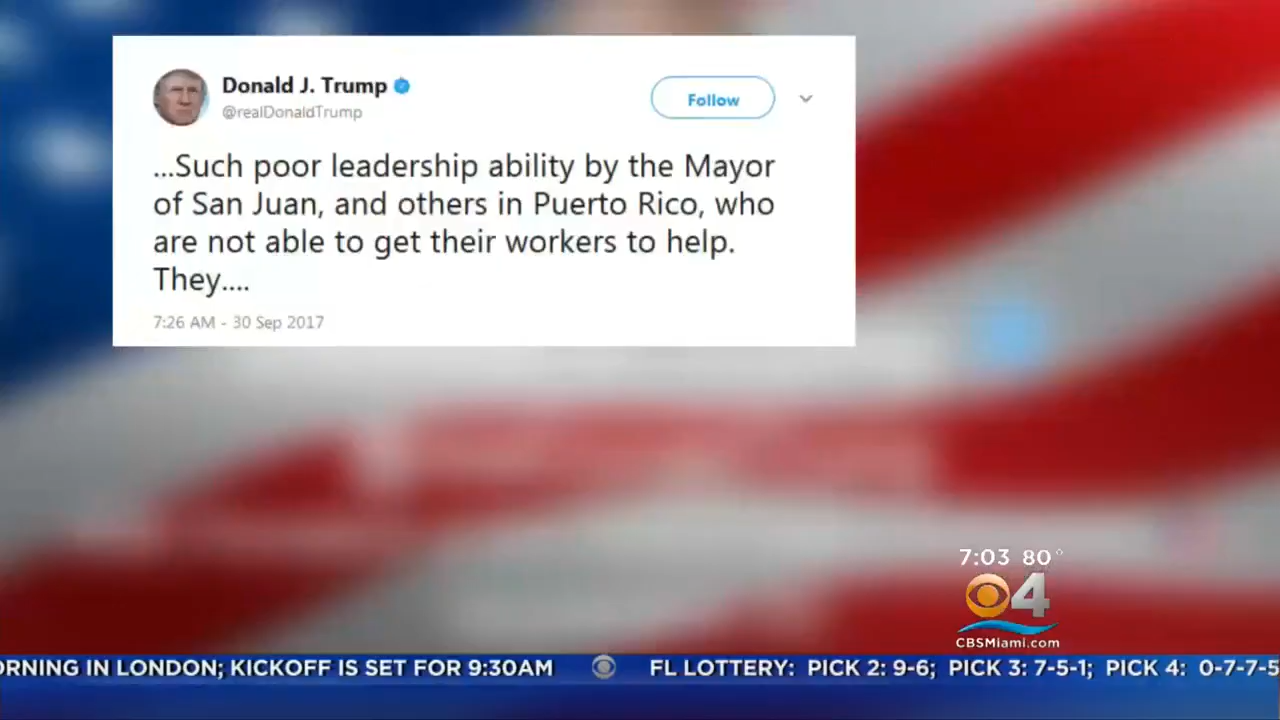 Donald J. Trump
@realDonaldTrump
Follow
...Such poor leadership ability by the Mayor
of San Juan, and others in Puerto Rico, who
are not able to get their workers to help.
They....
7:26 AM - 30 Sep 2017
7:03 80°
4
CBSMiami.com
ORNING IN LONDON; KICKOFF IS SET FOR 9:30AM FL LOTTERY: PICK 2: 9-6; PICK 3: 7-5-1; PICK 4: 0-7-7-5